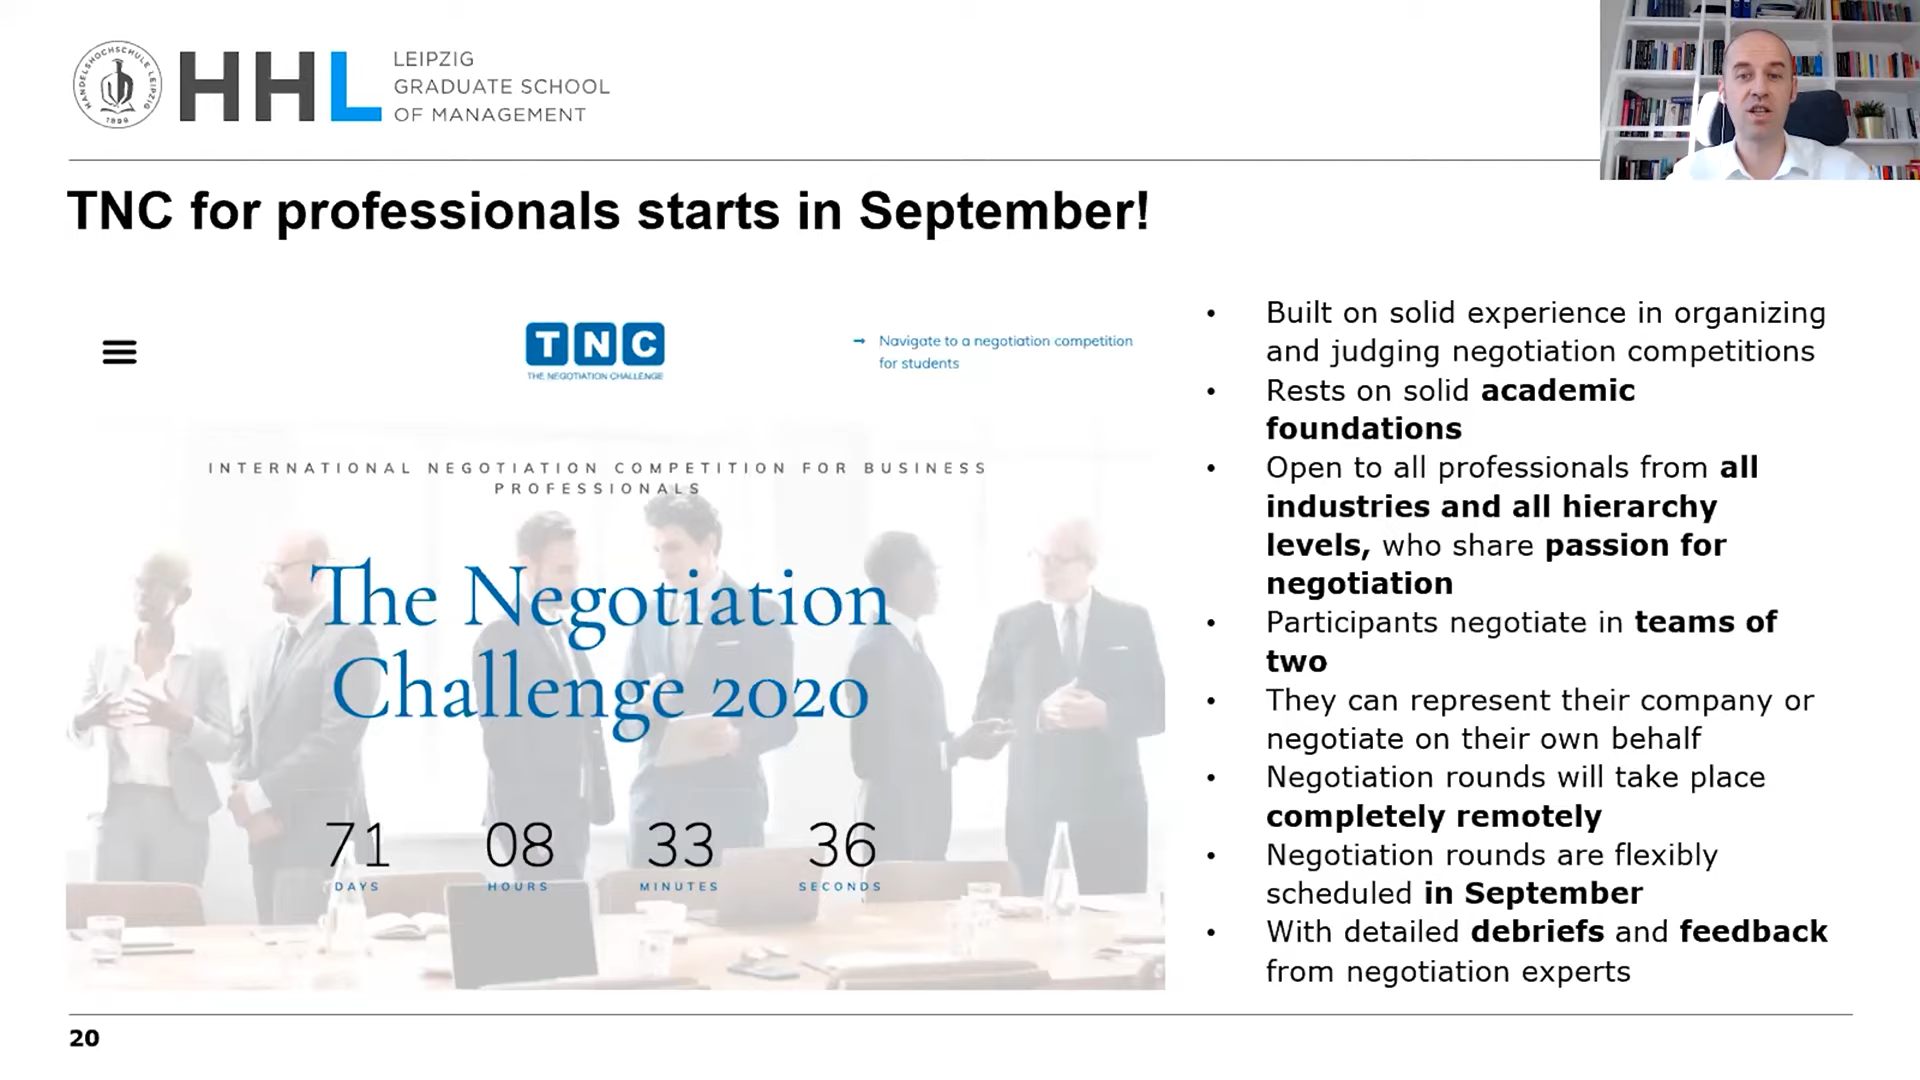 HANDELSHOCHSCHULE LEIPZIG
1898
HHL
LEIPZIG
GRADUATE SCHOOL
OF MANAGEMENT
TNC for professionals starts in September!
TNC
THE NEGOTIATION CHALLENGE
→ Navigate to a negotiation competition
for students
INTERNATIONAL NEGOTIATION COMPETITION FOR BUSINESS
PROFESSIONALS
The Negotiation
Challenge 2020
71 08 33 36
DAYS HOURS MINUTES SECONDS
• Built on solid experience in organizing
and judging negotiation competitions
• Rests on solid academic
foundations
• Open to all professionals from all
industries and all hierarchy
levels, who share passion for
negotiation
• Participants negotiate in teams of
two
• They can represent their company or
negotiate on their own behalf
• Negotiation rounds will take place
completely remotely
• Negotiation rounds are flexibly
scheduled in September
• With detailed debriefs and feedback
from negotiation experts
20